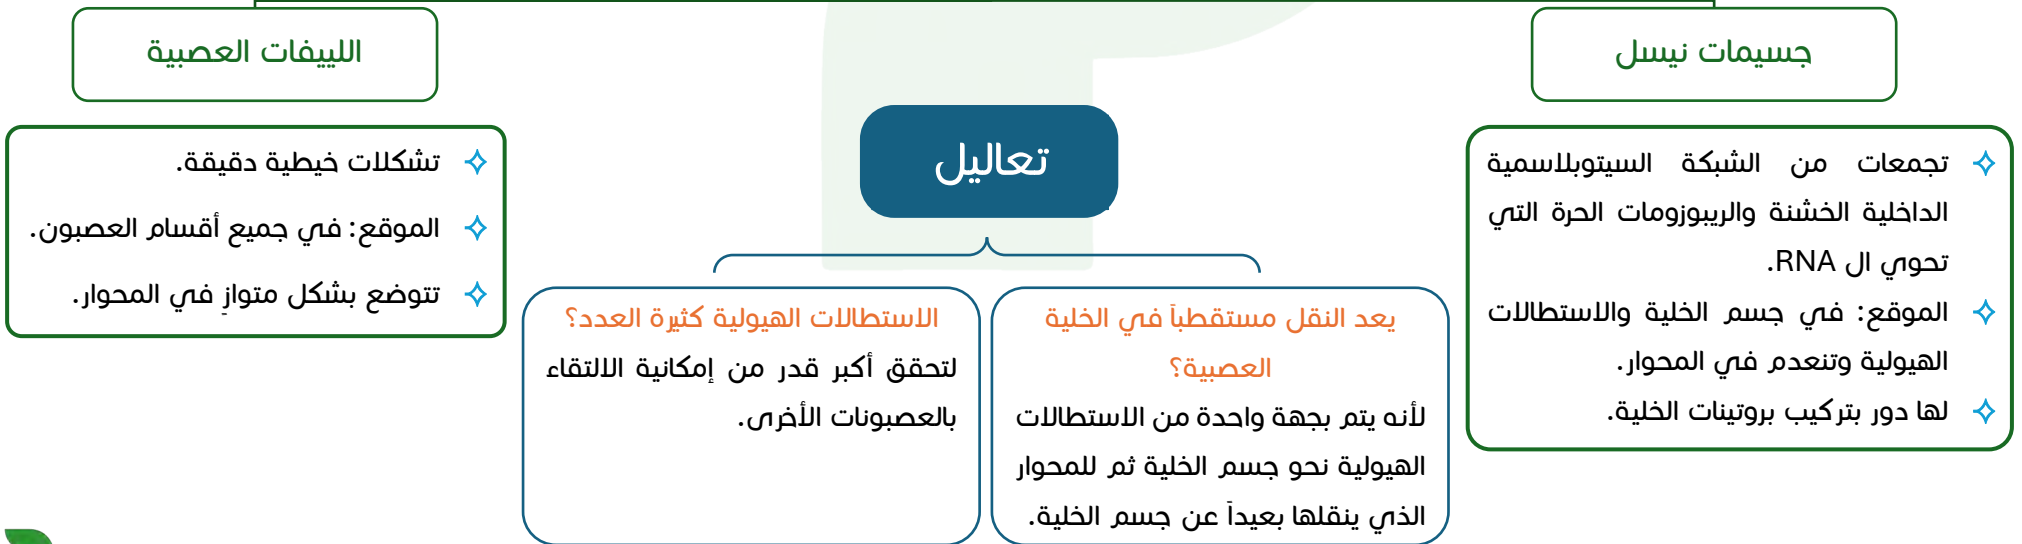 جسيمات نيسل
تجمعات من الشبكة السيتوبلاسمية
الداخلية الخشنة والريبوزومات الحرة التي
تحوي ال RNA.
الموقع: في جسم الخلية والاستطالات
الهيولية وتنعدم في المحوار.
لها دور بتركيب بروتينات الخلية.
اللييفات العصبية
تشكلات خيطية دقيقة.
الموقع: في جميع أقسام العصبون.
تتوضع بشكل متوازٍ في المحوار.
تعاليل
يعد النقل مستقطباً في الخلية
العصبية؟
لأنه يتم بجهة واحدة من الاستطالات
الهيولية نحو جسم الخلية ثم للمحوار
الذي ينقلها بعيداً عن جسم الخلية.
الاستطالات الهيولية كثيرة العدد؟
لتحقق أكبر قدر من إمكانية الالتقاء
بالعصبونات الأخرى.